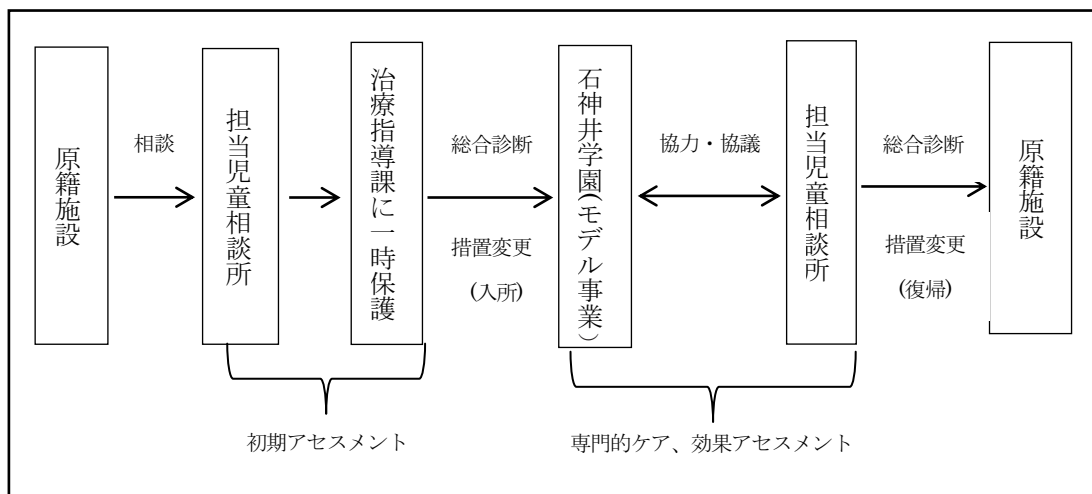 原籍施設
相談
担当児童相談所
治療指導課に一時保護
総合診断
措置変更
(入所)
石神井学園(モデル事業)
協力・協議
担当児童相談所
総合診断
措置変更
(復帰)
原籍施設
初期アセスメント
専門的ケア、効果アセスメント